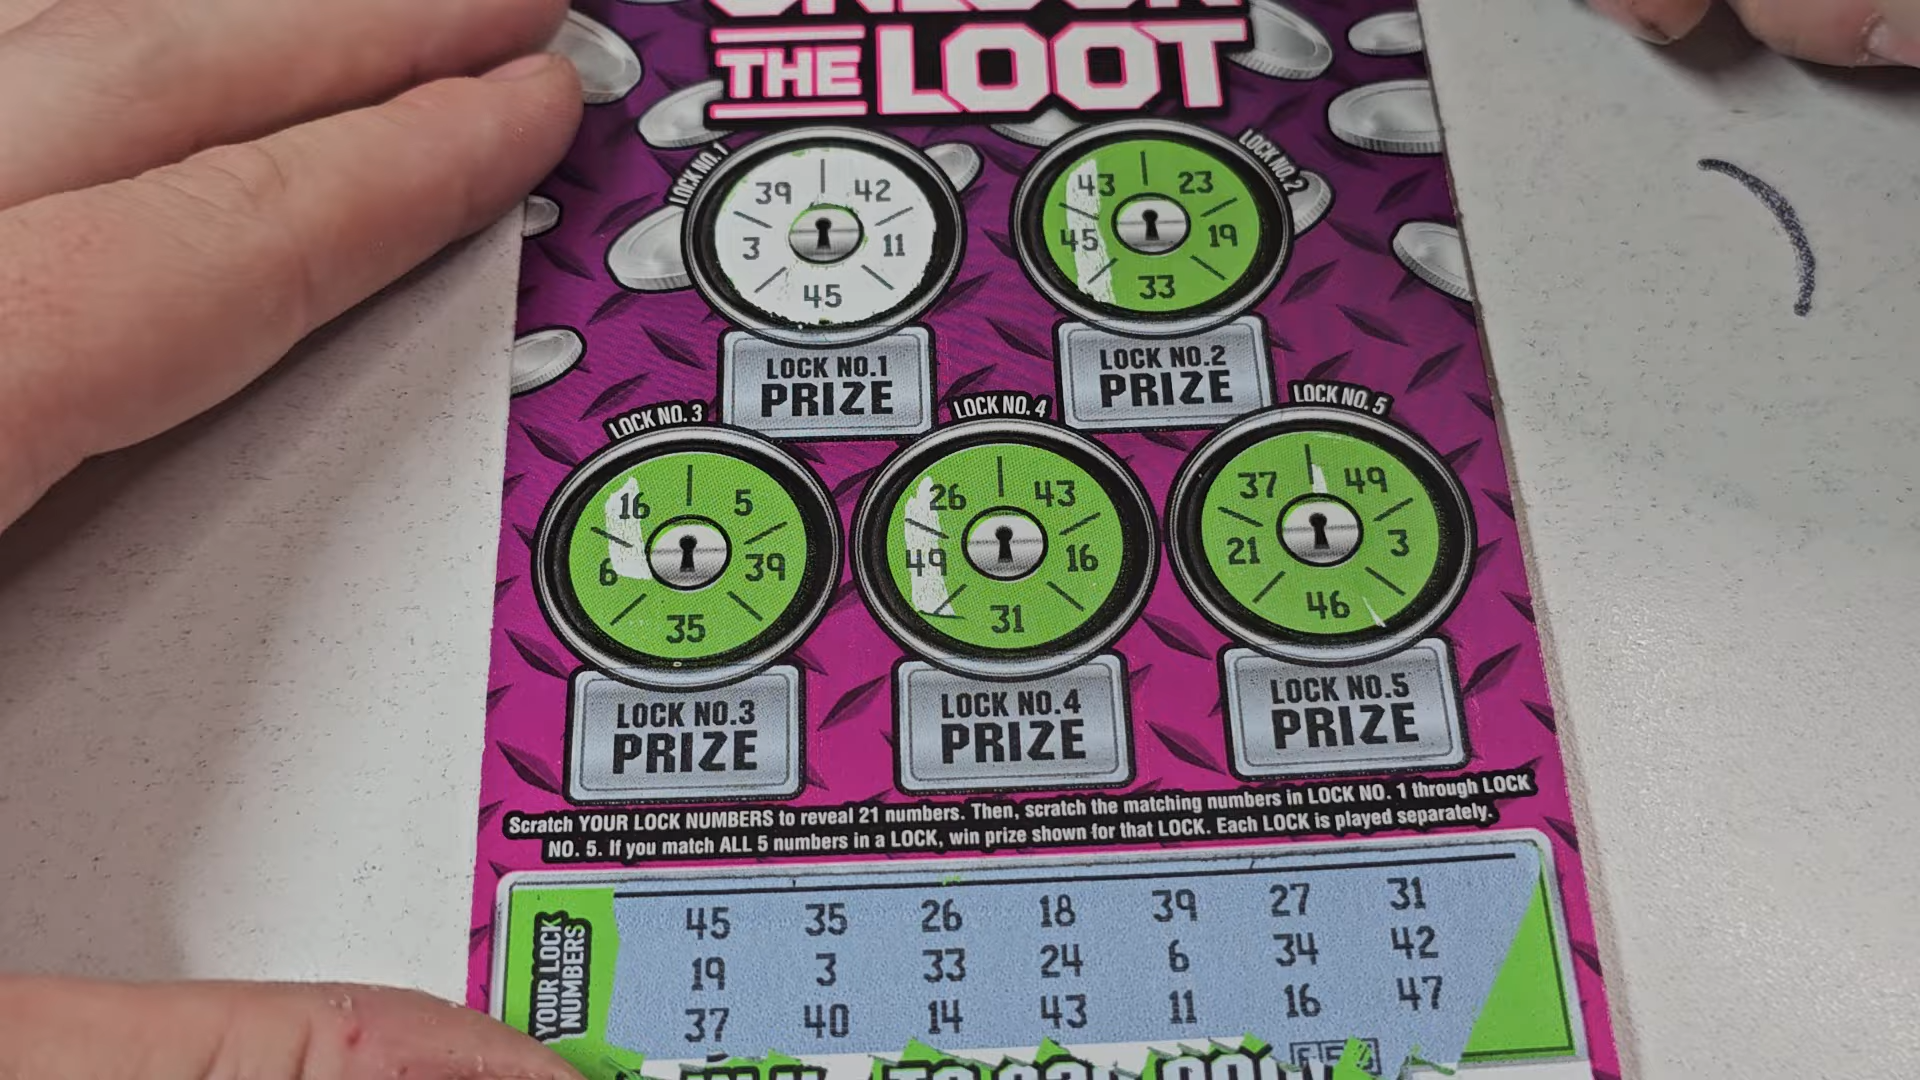 THE LOOT
LOCK NO. 1
39 42
3 11
45
LOCK NO. 2
43 23
45 19
33
LOCK NO.1
PRIZE
LOCK NO.2
PRIZE
LOCK NO. 3
16 5
6 39
35
LOCK NO. 4
26 43
49 16
31
LOCK NO. 5
37 49
21 3
46
LOCK NO.3
PRIZE
LOCK NO.4
PRIZE
LOCK NO.5
PRIZE
Scratch YOUR LOCK NUMBERS to reveal 21 numbers. Then, scratch the matching numbers in LOCK NO. 1 through LOCK
NO. 5. If you match ALL 5 numbers in a LOCK, win prize shown for that LOCK. Each LOCK is played separately.
YOUR LOCK
NUMBERS
45 35 26 18 39 27 31
19 3 33 24 6 34 42
37 40 14 43 11 16 47